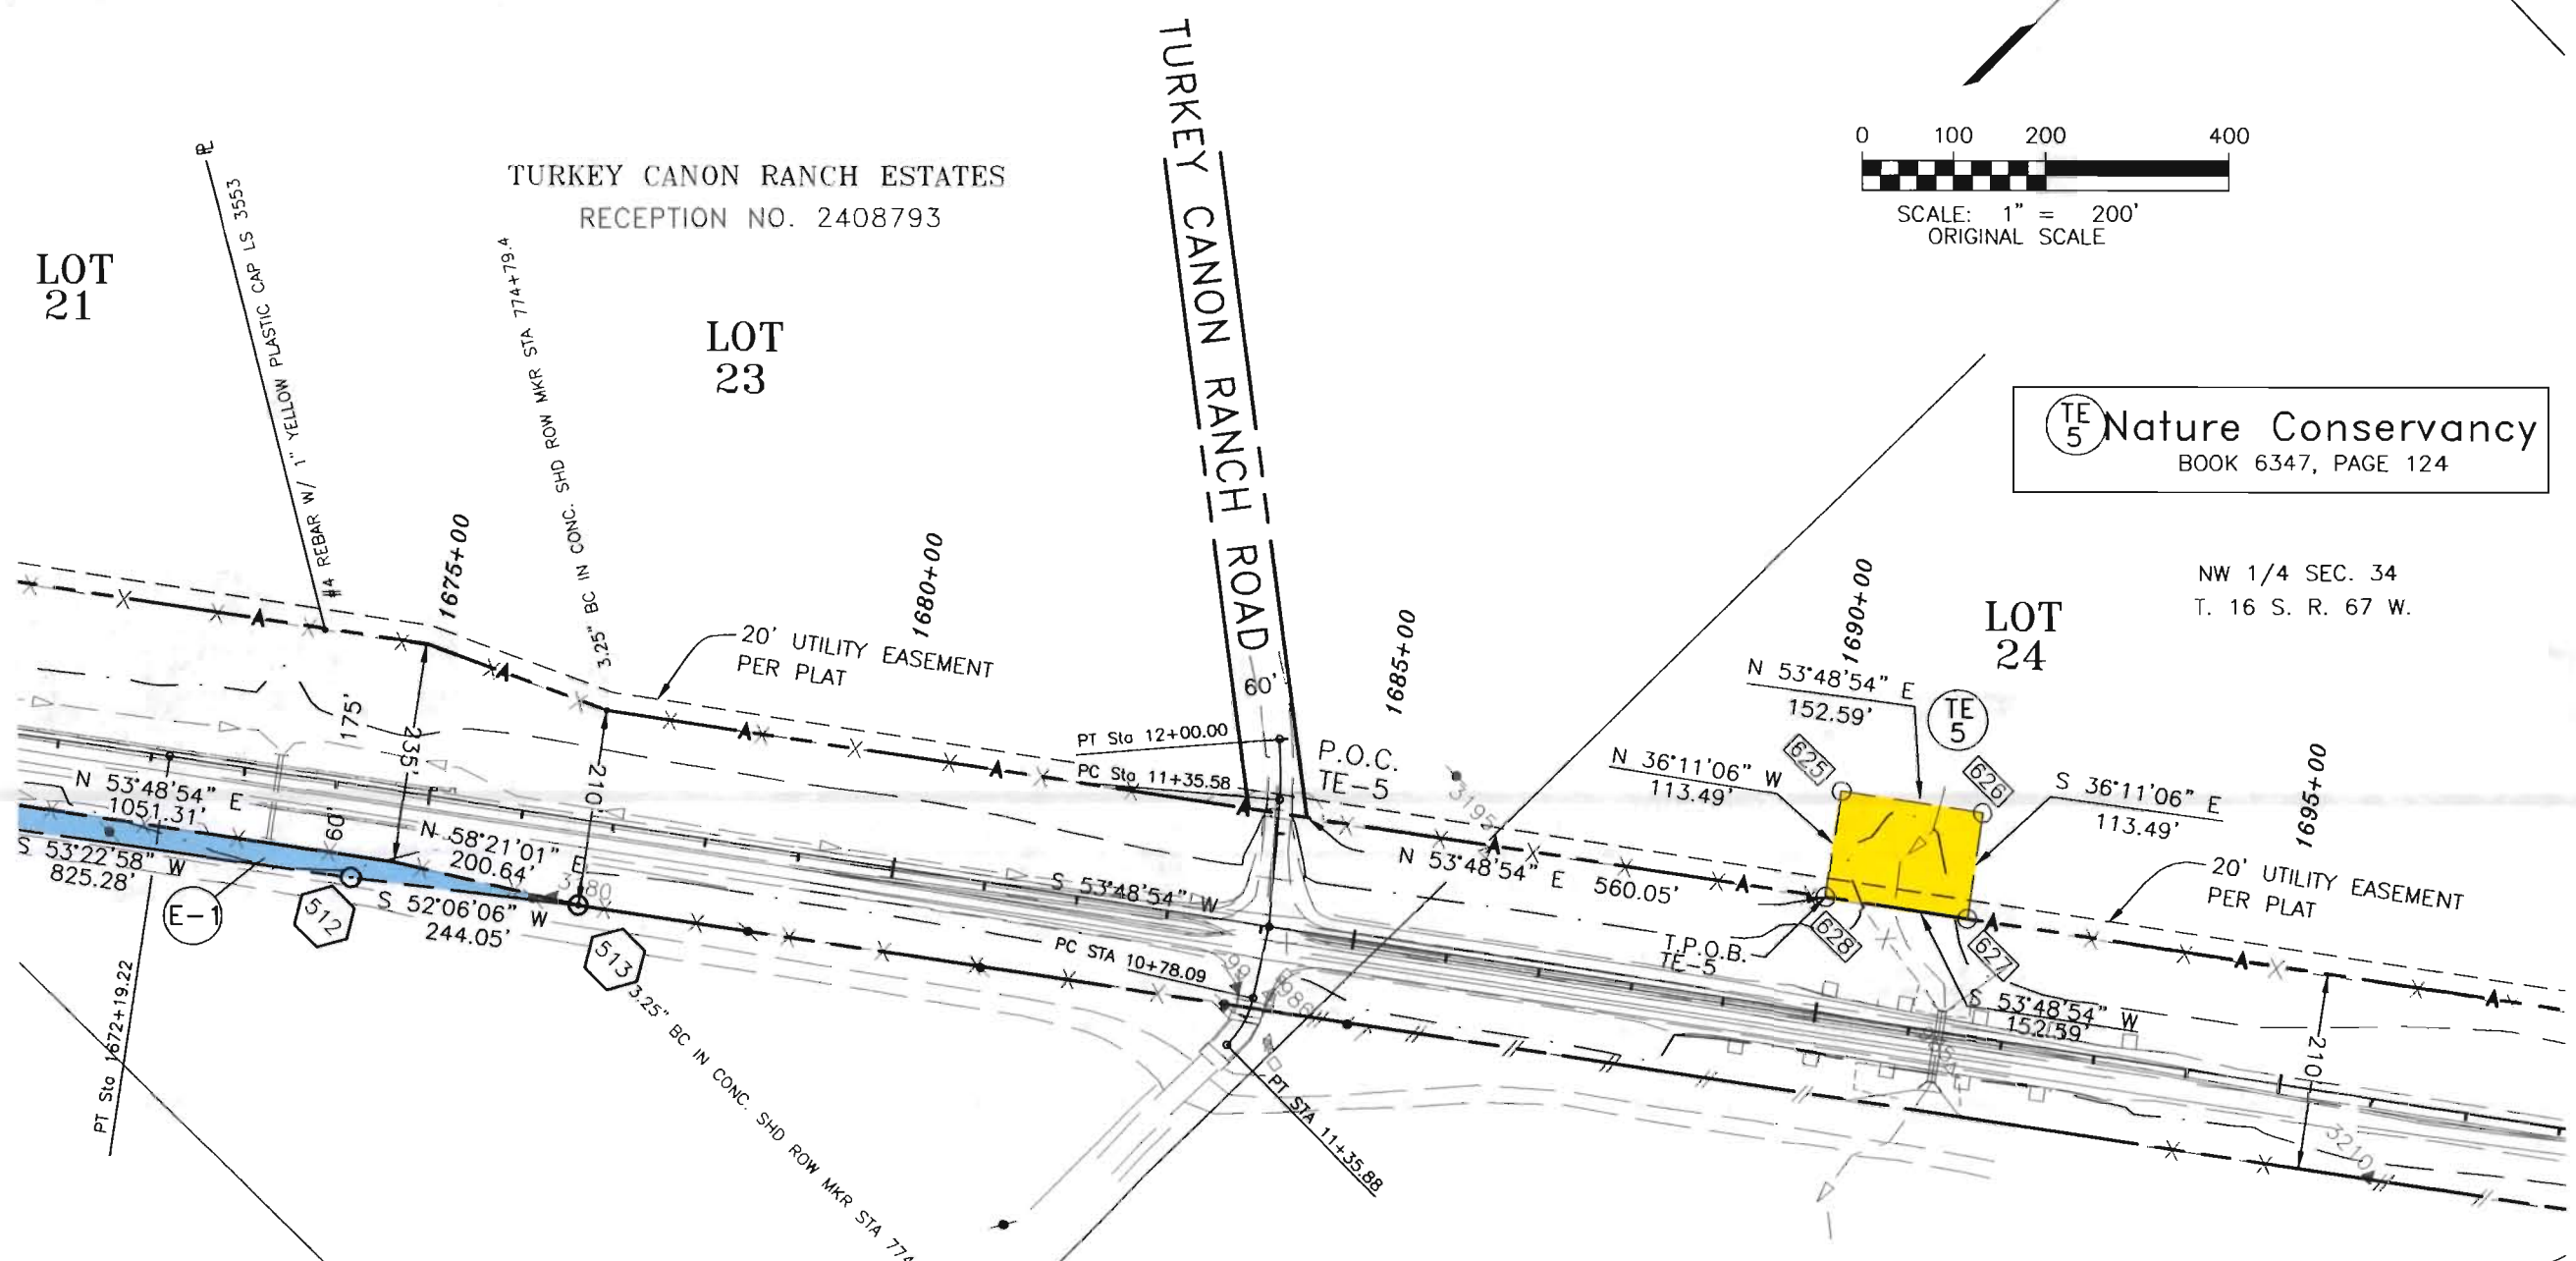 TURKEY CANON RANCH ROAD
0 100 200 400
SCALE: 1" = 200'
ORIGINAL SCALE
TURKEY CANON RANCH ESTATES
RECEPTION NO. 2408793
LOT
21
LOT
23
#4 REBAR W/ 1" YELLOW PLASTIC CAP LS 3553
3.25" BC IN CONC. SHD ROW MKR STA 774+79.4
TE
5
Nature Conservancy
BOOK 6347, PAGE 124
NW 1/4 SEC. 34
T. 16 S. R. 67 W.
LOT
24
1675+00
1680+00
1685+00
1690+00
1695+00
20' UTILITY EASEMENT
PER PLAT
60'
PT Sta 12+00.00
PC Sta 11+35.58
P.O.C.
TE-5
3195
N 53°48'54" E
152.59'
TE
5
625
626
N 36°11'06" W
113.49'
S 36°11'06" E
113.49'
20' UTILITY EASEMENT
PER PLAT
175'
235'
210'
N 53°48'54" E
1051.31'
60'
N 58°21'01" E
200.64'
3180
S 53°22'58" W
825.28'
E-1
512
S 52°06'06" W
244.05'
513
S 53°48'54" W
N 53°48'54" E 560.05'
T.P.O.B.
TE-5
628
627
S 53°48'54" W
152.59'
PC STA 10+78.09
PT STA 11+35.88
PT Sta 1672+19.22
3.25" BC IN CONC. SHD ROW MKR STA 774
210'
3210
A
A
A
A
A
A
A
A
A
A